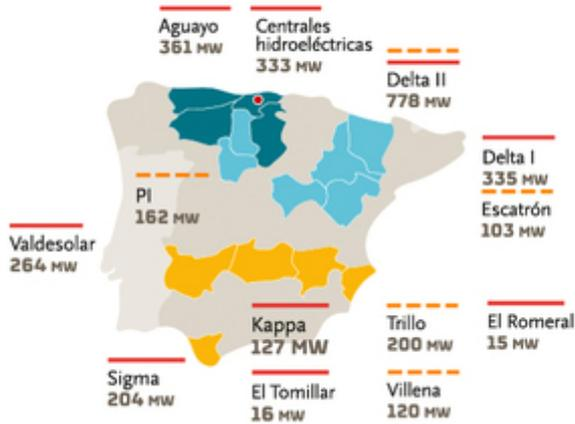 Aguayo
361 MW
Centrales
hidroeléctricas
333 MW
Delta II
778 MW
Delta I
335 MW
Escatrón
103 MW
PI
162 MW
Valdesolar
264 MW
Kappa
127 MW
Trillo
200 MW
El Romeral
15 MW
Sigma
204 MW
El Tomillar
16 MW
Villena
120 MW